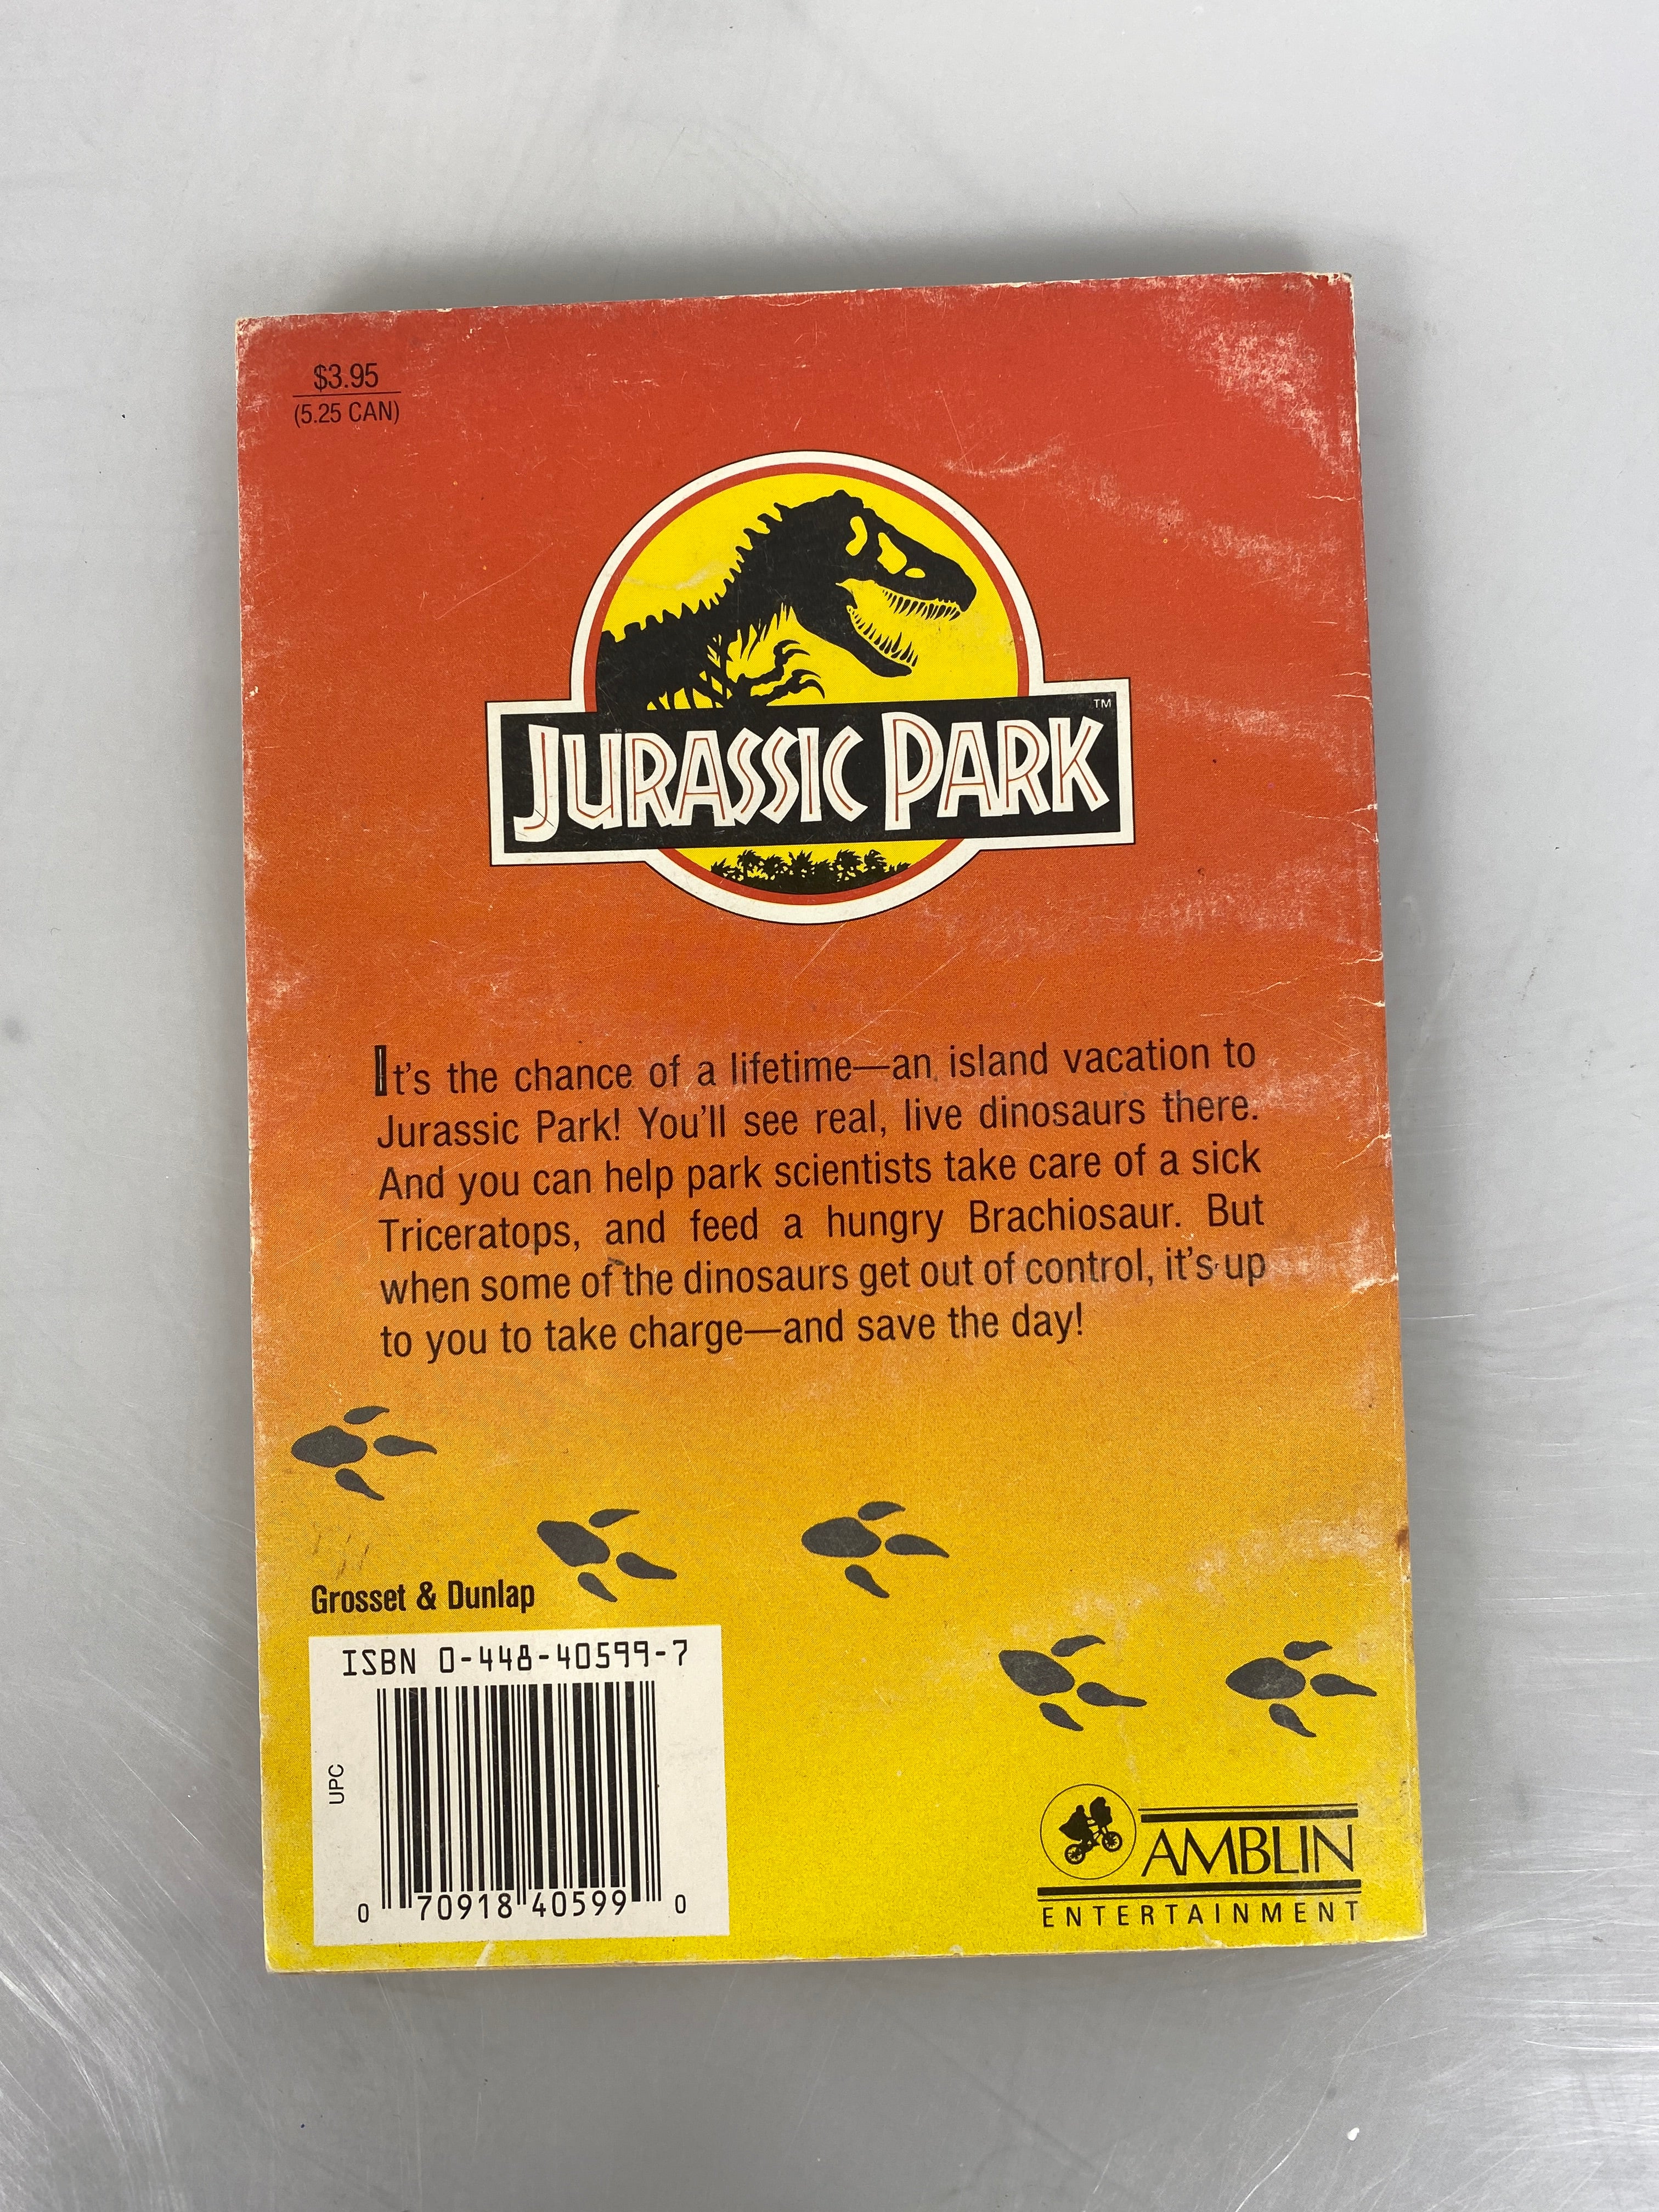 $3.95
(5.25 CAN)
JURASSIC PARK™
It's the chance of a lifetime—an island vacation to
Jurassic Park! You'll see real, live dinosaurs there.
And you can help park scientists take care of a sick
Triceratops, and feed a hungry Brachiosaur. But
when some of the dinosaurs get out of control, it's up
to you to take charge—and save the day!
Grosset & Dunlap
ISBN 0-448-40599-7
UPC
0 70918 40599 0
AMBLIN
ENTERTAINMENT